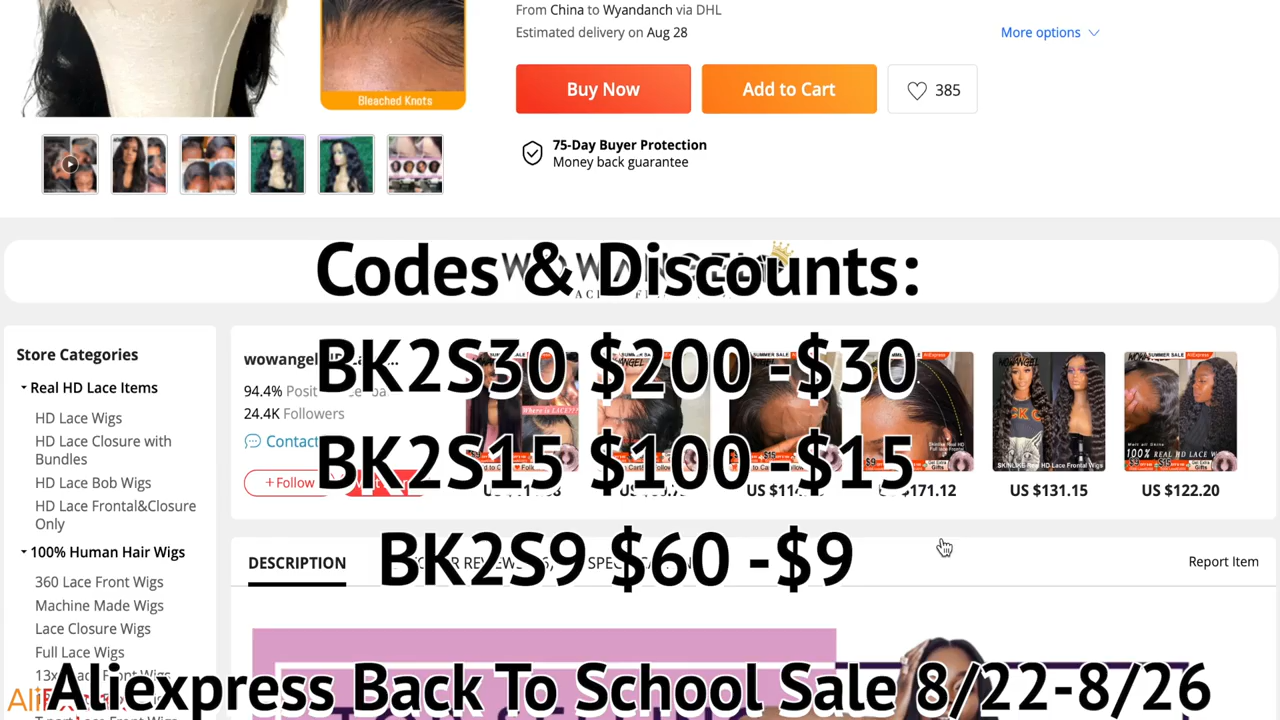 From China to Wyandanch via DHL
Estimated delivery on Aug 28
More options
Buy Now
Add to Cart
385
Bleached Knots
75-Day Buyer Protection
Money back guarantee
Codes & Discounts:
BK2S30 $200 -$30
BK2S15 $100 -$15
BK2S9 $60 -$9
Aliexpress Back To School Sale 8/22-8/26
Store Categories
Real HD Lace Items
HD Lace Wigs
HD Lace Closure with
Bundles
HD Lace Bob Wigs
HD Lace Frontal&Closure
Only
100% Human Hair Wigs
360 Lace Front Wigs
Machine Made Wigs
Lace Closure Wigs
Full Lace Wigs
94.4%
24.4K Followers
Contact
+ Follow
US $171.12
US $131.15
US $122.20
DESCRIPTION
Report Item